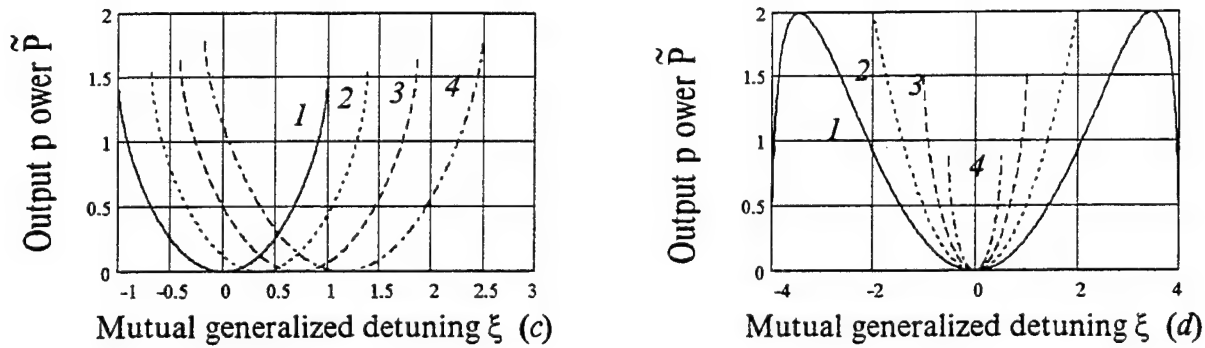 Output p ower P̃
2
1.5
1
0.5
0
-1 -0.5 0 0.5 1 1.5 2 2.5 3
1 2 3 4
Mutual generalized detuning ξ (c)
Output p ower P̃
2
1.5
1
0.5
0
-4 -2 0 2 4
1 2 3 4
Mutual generalized detuning ξ (d)